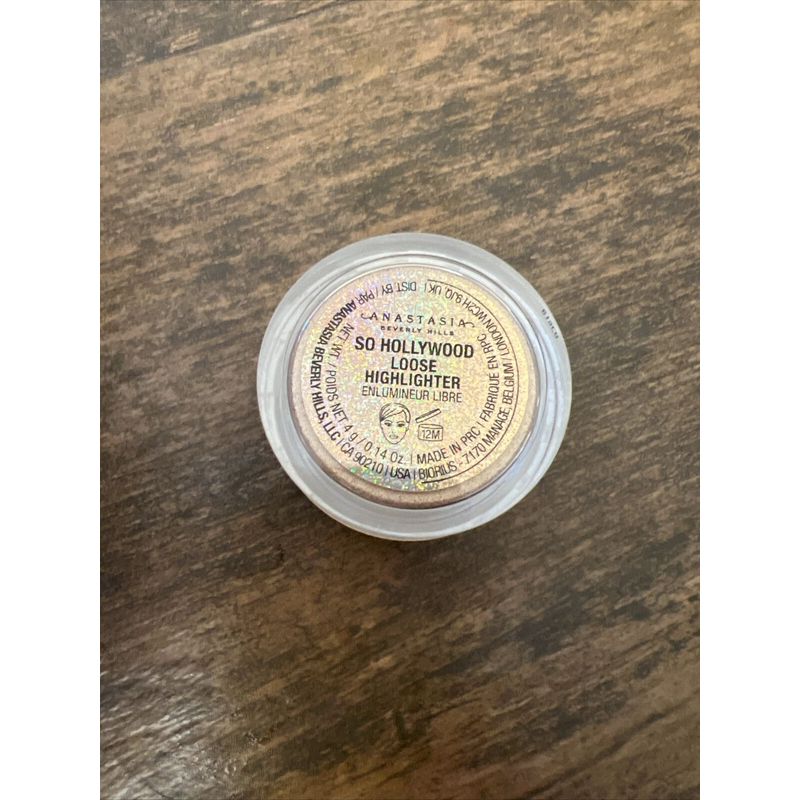 ANASTASIA
BEVERLY HILLS
SO HOLLYWOOD
LOOSE
HIGHLIGHTER
ENLUMINEUR LIBRE
12M
NET WT. / POIDS NET 4 g / 0.14 Oz. | MADE IN PRC | FABRIQUÉ EN RPC
DIST BY / PAR ANASTASIA BEVERLY HILLS, LLC | CA 90210 | USA | BIORIUS - 7170 MANAGE, BELGIUM / LONDON WC2H 9JQ, UK |